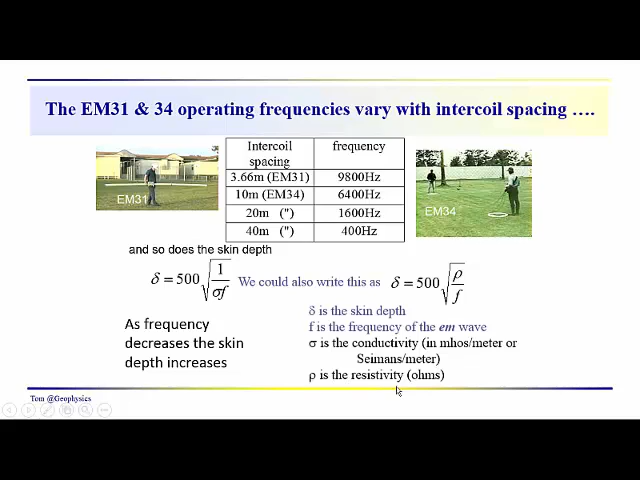 The EM31 & 34 operating frequencies vary with intercoil spacing ….
Intercoil spacing frequency
3.66m (EM31) 9800Hz
10m (EM34) 6400Hz
20m (") 1600Hz
40m (") 400Hz
EM31
EM34
and so does the skin depth
δ = 500√(1/σf) We could also write this as δ = 500√(ρ/f)
As frequency
decreases the skin
depth increases
δ is the skin depth
f is the frequency of the em wave
σ is the conductivity (in mhos/meter or
Seimans/meter)
ρ is the resistivity (ohms)
Tom @Geophysics